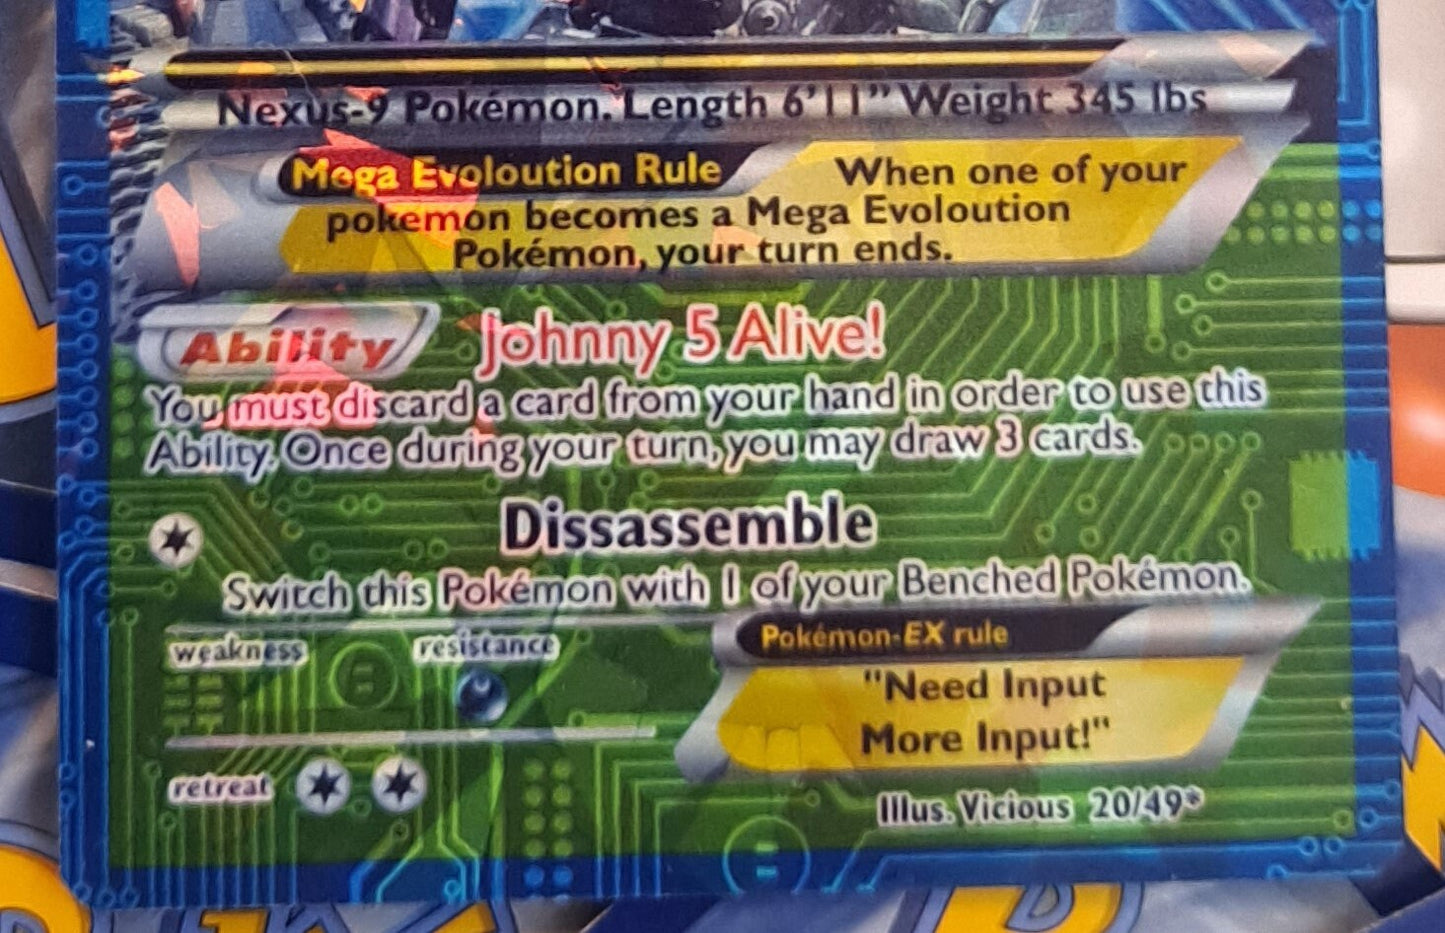 Nexus-9 Pokémon. Length 6'11” Weight 345 lbs
Mega Evoloution Rule When one of your
pokemon becomes a Mega Evoloution
Pokémon, your turn ends.
Ability Johnny 5 Alive!
You must discard a card from your hand in order to use this
Ability. Once during your turn, you may draw 3 cards.
Dissassemble
Switch this Pokémon with 1 of your Benched Pokémon.
weakness resistance
Pokémon-EX rule
"Need Input
More Input!"
retreat
Illus. Vicious 20/49*